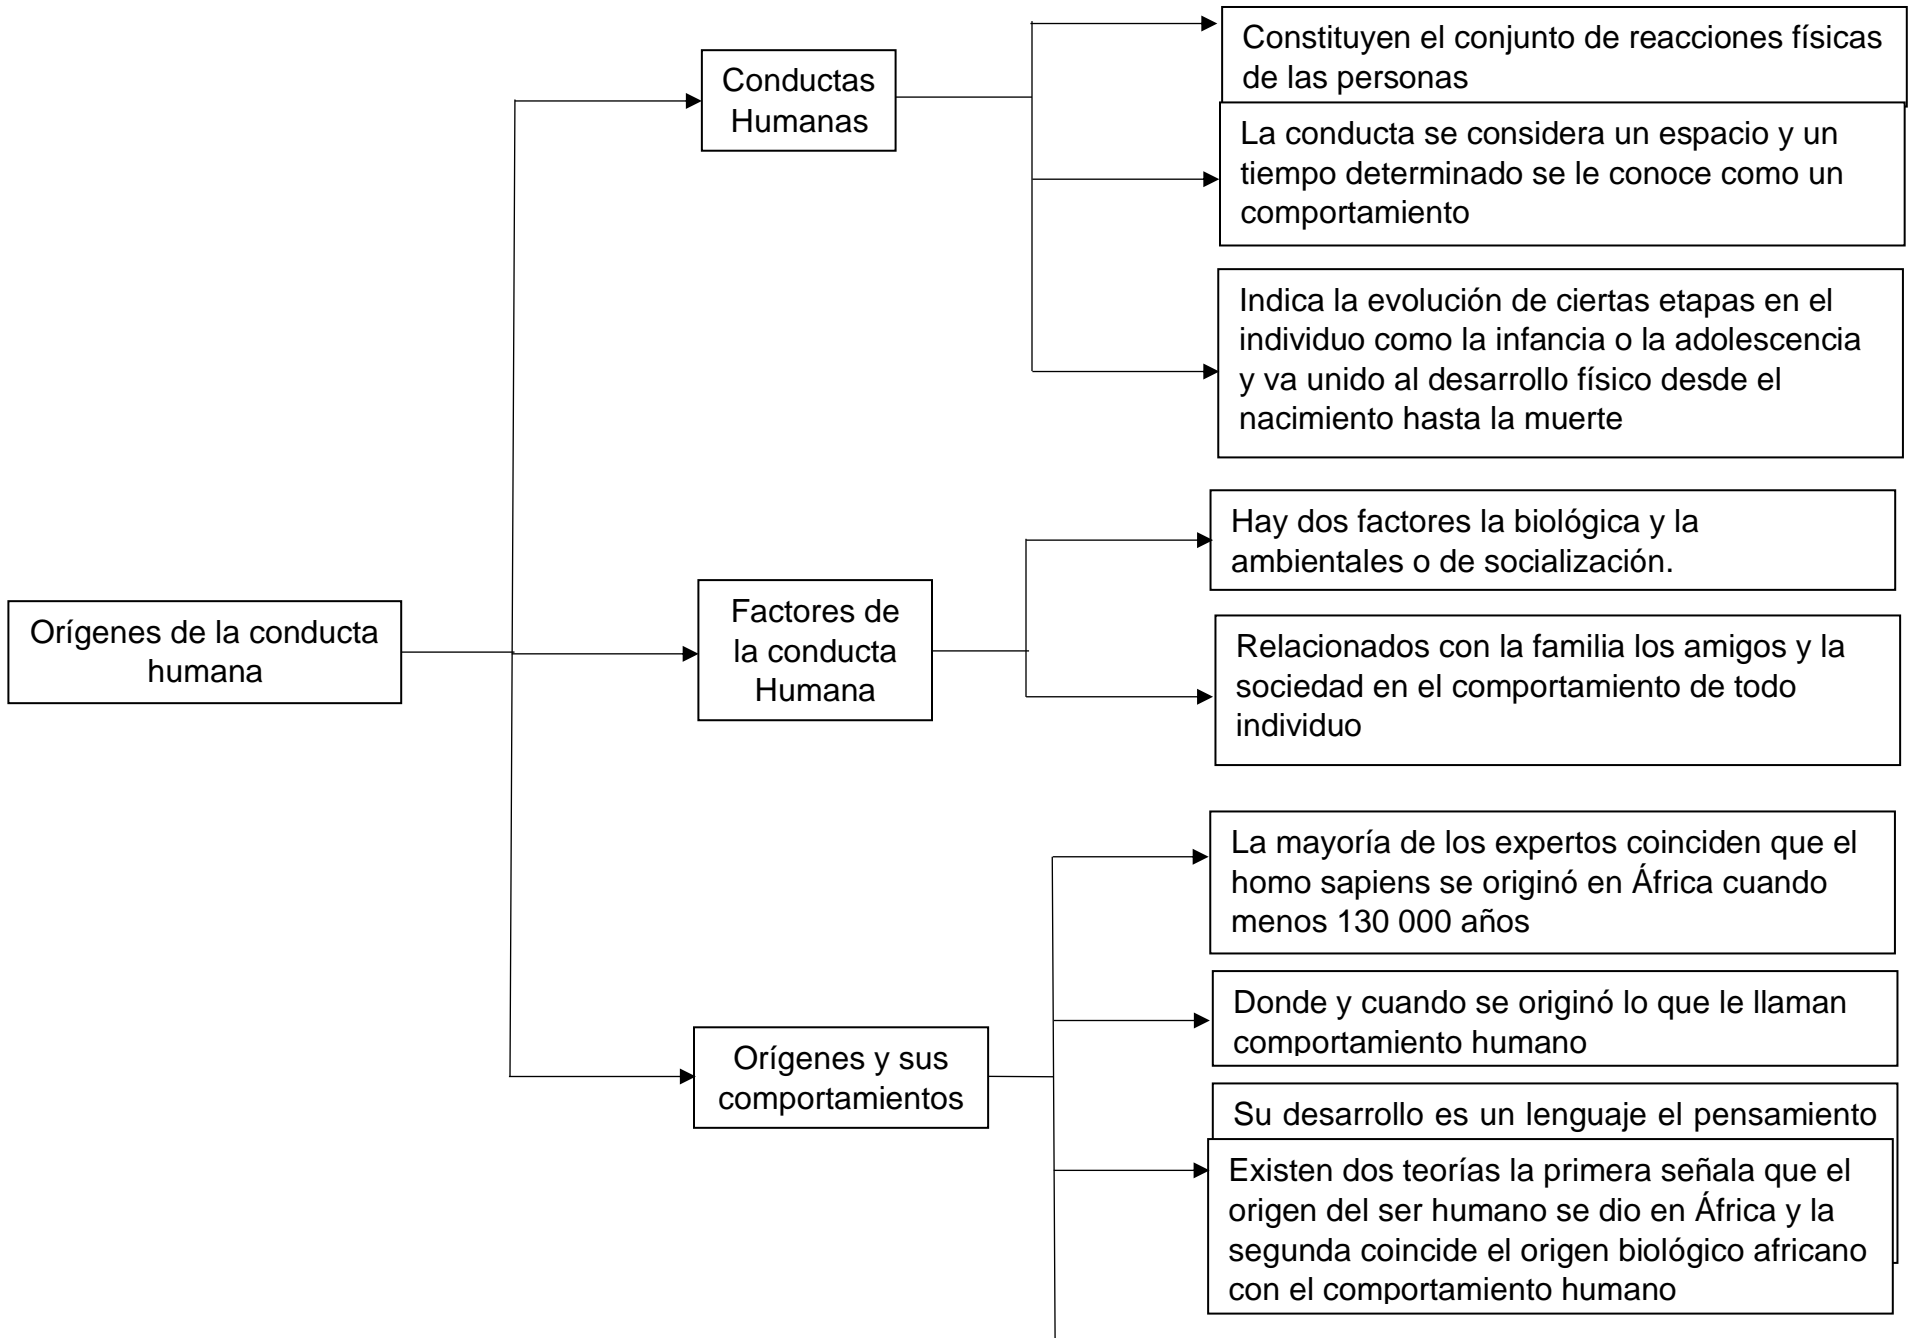 Orígenes de la conducta
humana
Conductas
Humanas
Constituyen el conjunto de reacciones físicas
de las personas
La conducta se considera un espacio y un
tiempo determinado se le conoce como un
comportamiento
Indica la evolución de ciertas etapas en el
individuo como la infancia o la adolescencia
y va unido al desarrollo físico desde el
nacimiento hasta la muerte
Factores de
la conducta
Humana
Hay dos factores la biológica y la
ambientales o de socialización.
Relacionados con la familia los amigos y la
sociedad en el comportamiento de todo
individuo
Orígenes y sus
comportamientos
La mayoría de los expertos coinciden que el
homo sapiens se originó en África cuando
menos 130 000 años
Donde y cuando se originó lo que le llaman
comportamiento humano
Su desarrollo es un lenguaje el pensamiento
Existen dos teorías la primera señala que el
origen del ser humano se dio en África y la
segunda coincide el origen biológico africano
con el comportamiento humano